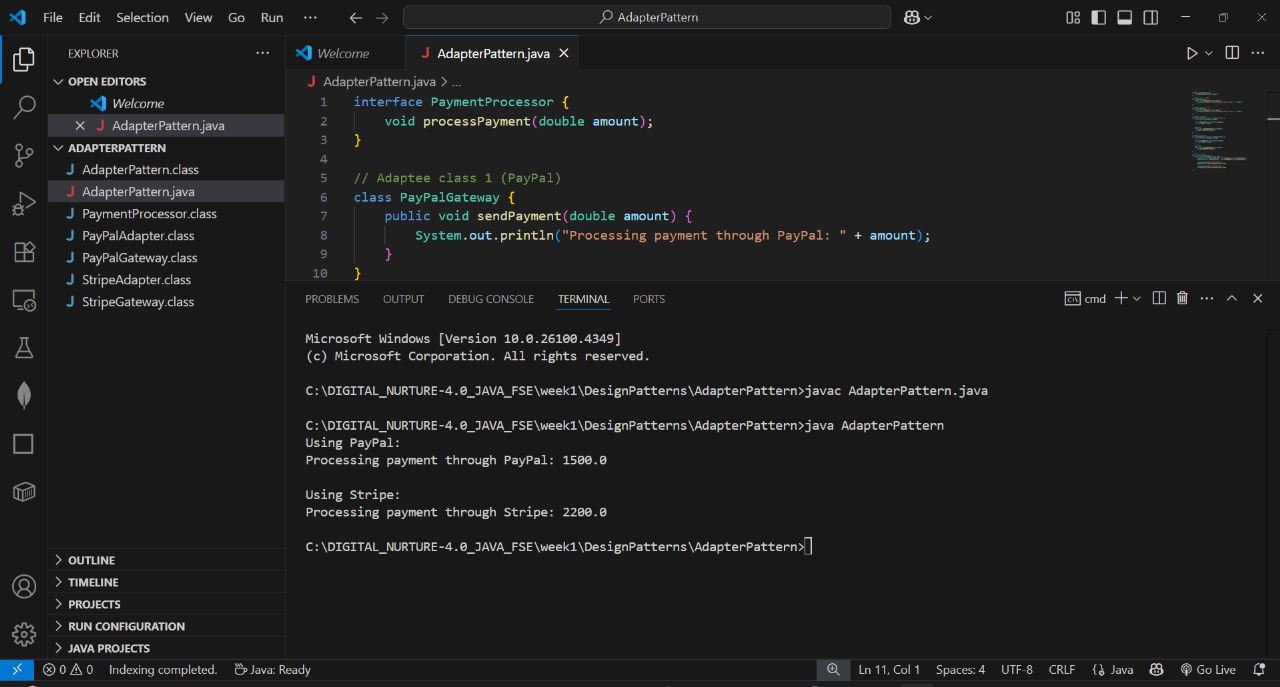 File Edit Selection View Go Run ··· AdapterPattern
EXPLORER ···
OPEN EDITORS
Welcome
AdapterPattern.java
ADAPTERPATTERN
AdapterPattern.class
AdapterPattern.java
PaymentProcessor.class
PayPalAdapter.class
PayPalGateway.class
StripeAdapter.class
StripeGateway.class
OUTLINE
TIMELINE
PROJECTS
RUN CONFIGURATION
JAVA PROJECTS
Welcome AdapterPattern.java
AdapterPattern.java > ...
1 interface PaymentProcessor {
2 void processPayment(double amount);
3 }
4
5 // Adaptee class 1 (PayPal)
6 class PayPalGateway {
7 public void sendPayment(double amount) {
8 System.out.println("Processing payment through PayPal: " + amount);
9 }
10 }
PROBLEMS OUTPUT DEBUG CONSOLE TERMINAL PORTS cmd
Microsoft Windows [Version 10.0.26100.4349]
(c) Microsoft Corporation. All rights reserved.
C:\DIGITAL_NURTURE-4.0_JAVA_FSE\week1\DesignPatterns\AdapterPattern>javac AdapterPattern.java
C:\DIGITAL_NURTURE-4.0_JAVA_FSE\week1\DesignPatterns\AdapterPattern>java AdapterPattern
Using PayPal:
Processing payment through PayPal: 1500.0
Using Stripe:
Processing payment through Stripe: 2200.0
C:\DIGITAL_NURTURE-4.0_JAVA_FSE\week1\DesignPatterns\AdapterPattern>
0 0 Indexing completed. Java: Ready Ln 11, Col 1 Spaces: 4 UTF-8 CRLF {} Java Go Live